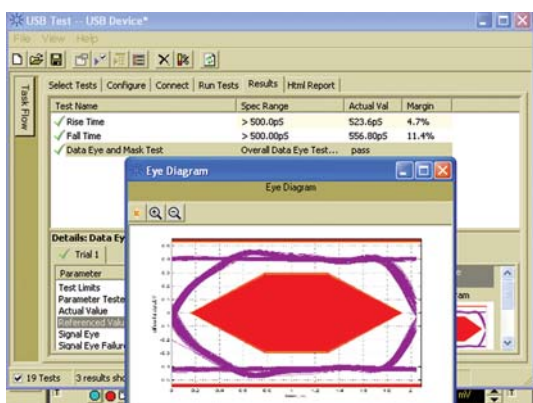 USB Test -- USB Device*
File View Help
Task Flow
Select Tests Configure Connect Run Tests Results Html Report
Test Name Spec Range Actual Val Margin
Rise Time > 500.0pS 523.6pS 4.7%
Fall Time > 500.00pS 556.80pS 11.4%
Data Eye and Mask Test Overall Data Eye Test... pass
Eye Diagram
Eye Diagram
Details: Data Ey
Trial 1
Parameter
Test Limits
Parameter Teste
Actual Value
Referenced Valu
Signal Eye
Signal Eye Failure
19 Tests 3 results sho
mV